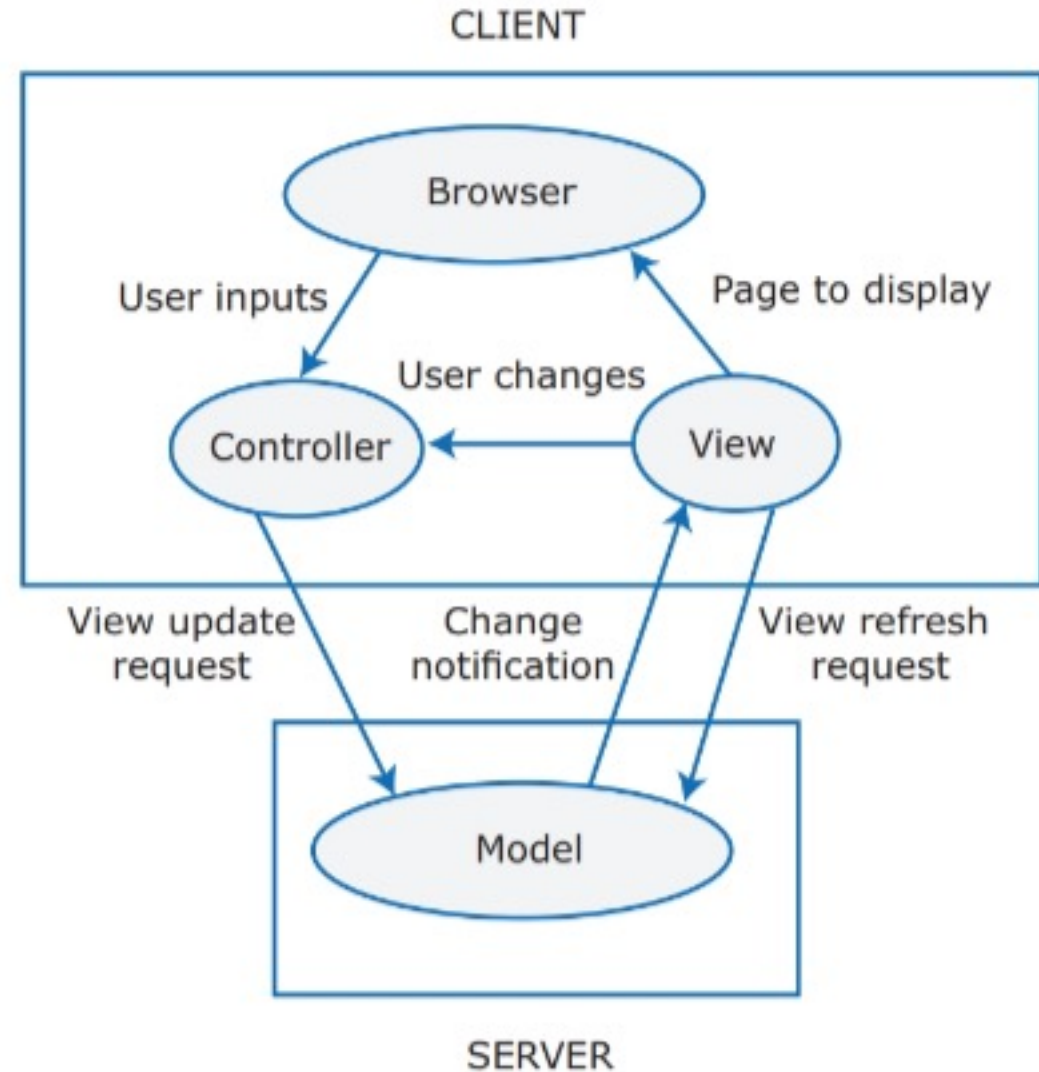 CLIENT
Browser
User inputs
Page to display
User changes
Controller
View
View update
request
Change
notification
View refresh
request
Model
SERVER